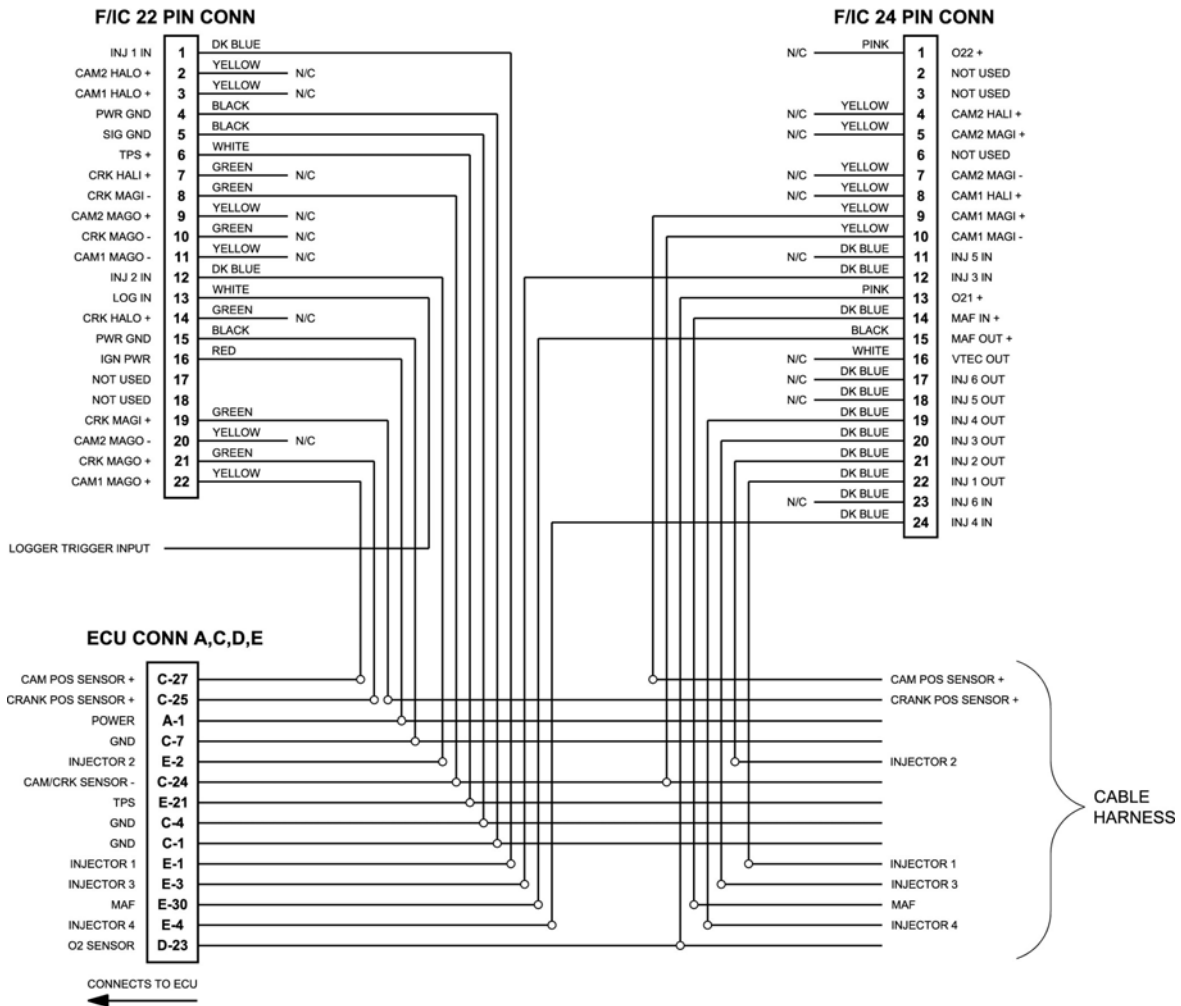 F/IC 22 PIN CONN
INJ 1 IN 1 DK BLUE
CAM2 HALO + 2 YELLOW N/C
CAM1 HALO + 3 YELLOW N/C
PWR GND 4 BLACK
SIG GND 5 BLACK
TPS + 6 WHITE
CRK HALI + 7 GREEN N/C
CRK MAGI - 8 GREEN
CAM2 MAGO + 9 YELLOW N/C
CRK MAGO - 10 GREEN N/C
CAM1 MAGO - 11 YELLOW N/C
INJ 2 IN 12 DK BLUE
LOG IN 13 WHITE
CRK HALO + 14 GREEN N/C
PWR GND 15 BLACK
IGN PWR 16 RED
NOT USED 17
NOT USED 18
CRK MAGI + 19 GREEN
CAM2 MAGO - 20 YELLOW N/C
CRK MAGO + 21 GREEN
CAM1 MAGO + 22 YELLOW
LOGGER TRIGGER INPUT
F/IC 24 PIN CONN
N/C PINK 1 O22 +
2 NOT USED
3 NOT USED
N/C YELLOW 4 CAM2 HALI +
N/C YELLOW 5 CAM2 MAGI +
6 NOT USED
N/C YELLOW 7 CAM2 MAGI -
N/C YELLOW 8 CAM1 HALI +
YELLOW 9 CAM1 MAGI +
YELLOW 10 CAM1 MAGI -
N/C DK BLUE 11 INJ 5 IN
DK BLUE 12 INJ 3 IN
PINK 13 O21 +
DK BLUE 14 MAF IN +
BLACK 15 MAF OUT +
N/C WHITE 16 VTEC OUT
N/C DK BLUE 17 INJ 6 OUT
N/C DK BLUE 18 INJ 5 OUT
DK BLUE 19 INJ 4 OUT
DK BLUE 20 INJ 3 OUT
DK BLUE 21 INJ 2 OUT
DK BLUE 22 INJ 1 OUT
N/C DK BLUE 23 INJ 6 IN
DK BLUE 24 INJ 4 IN
ECU CONN A,C,D,E
CAM POS SENSOR + C-27 CAM POS SENSOR +
CRANK POS SENSOR + C-25 CRANK POS SENSOR +
POWER A-1
GND C-7
INJECTOR 2 E-2 INJECTOR 2
CAM/CRK SENSOR - C-24
TPS E-21
GND C-4
GND C-1
INJECTOR 1 E-1 INJECTOR 1
INJECTOR 3 E-3 INJECTOR 3
MAF E-30 MAF
INJECTOR 4 E-4 INJECTOR 4
O2 SENSOR D-23
CABLE
HARNESS
CONNECTS TO ECU